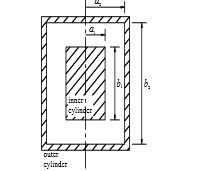 a₂
a₁
b₁
b₂
inner
cylinder
outer
cylinder